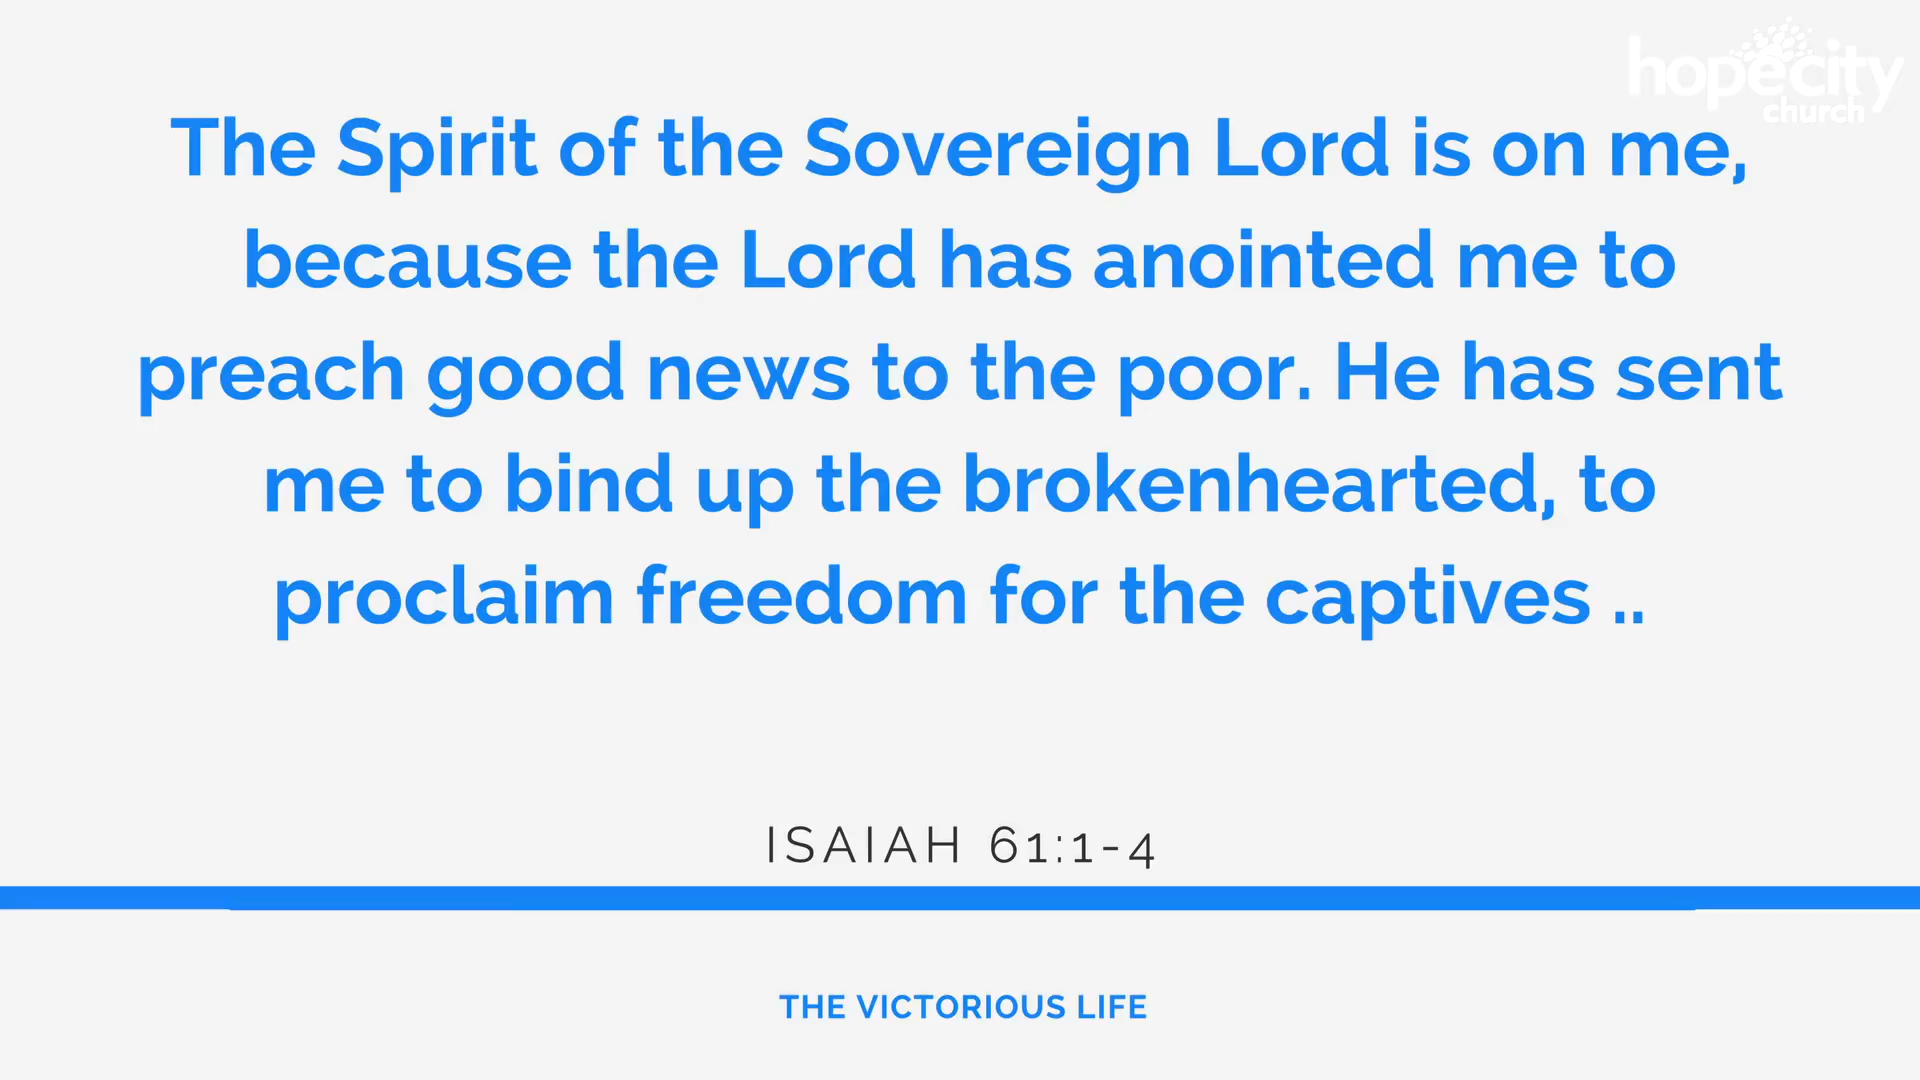 hopecity
church
The Spirit of the Sovereign Lord is on me,
because the Lord has anointed me to
preach good news to the poor. He has sent
me to bind up the brokenhearted, to
proclaim freedom for the captives ..
ISAIAH 61:1-4
THE VICTORIOUS LIFE